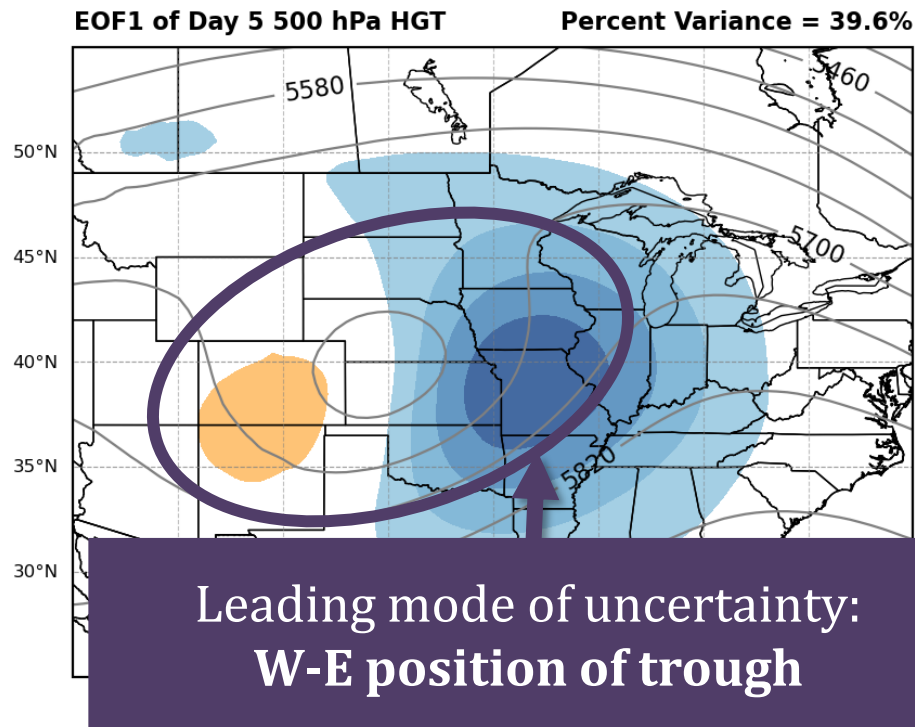 EOF1 of Day 5 500 hPa HGT Percent Variance = 39.6%
5460
5580
50°N
5700
45°N
40°N
35°N
5820
30°N
Leading mode of uncertainty:
W-E position of trough